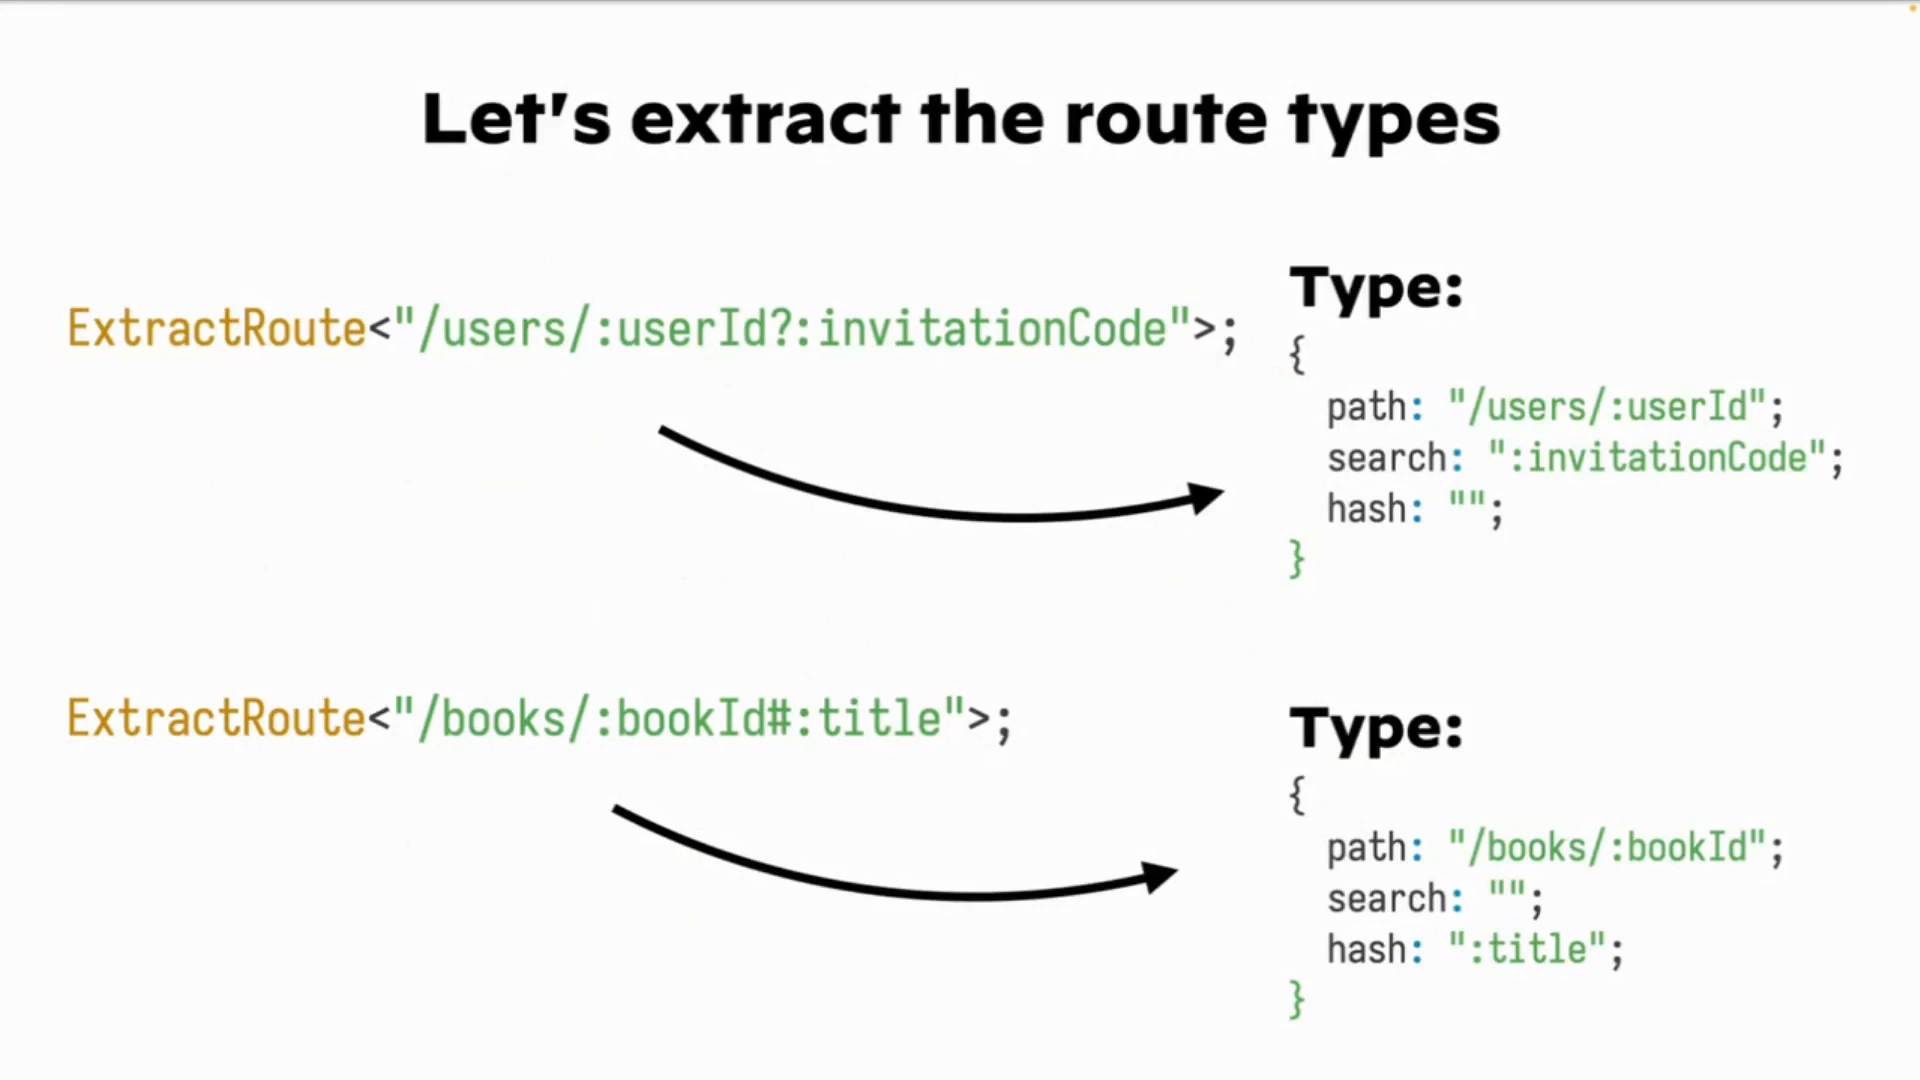 Let's extract the route types
ExtractRoute<"/users/:userId?:invitationCode">;
Type:
{
path: "/users/:userId";
search: ":invitationCode";
hash: "";
}
ExtractRoute<"/books/:bookId#:title">;
Type:
{
path: "/books/:bookId";
search: "";
hash: ":title";
}